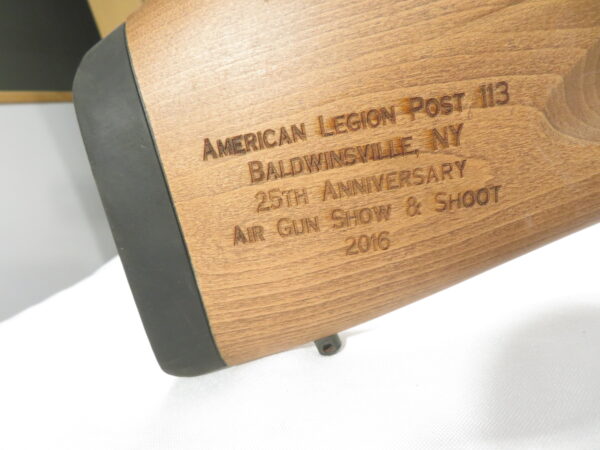 American Legion Post 113
Baldwinsville, NY
25th Anniversary
Air Gun Show & Shoot
2016